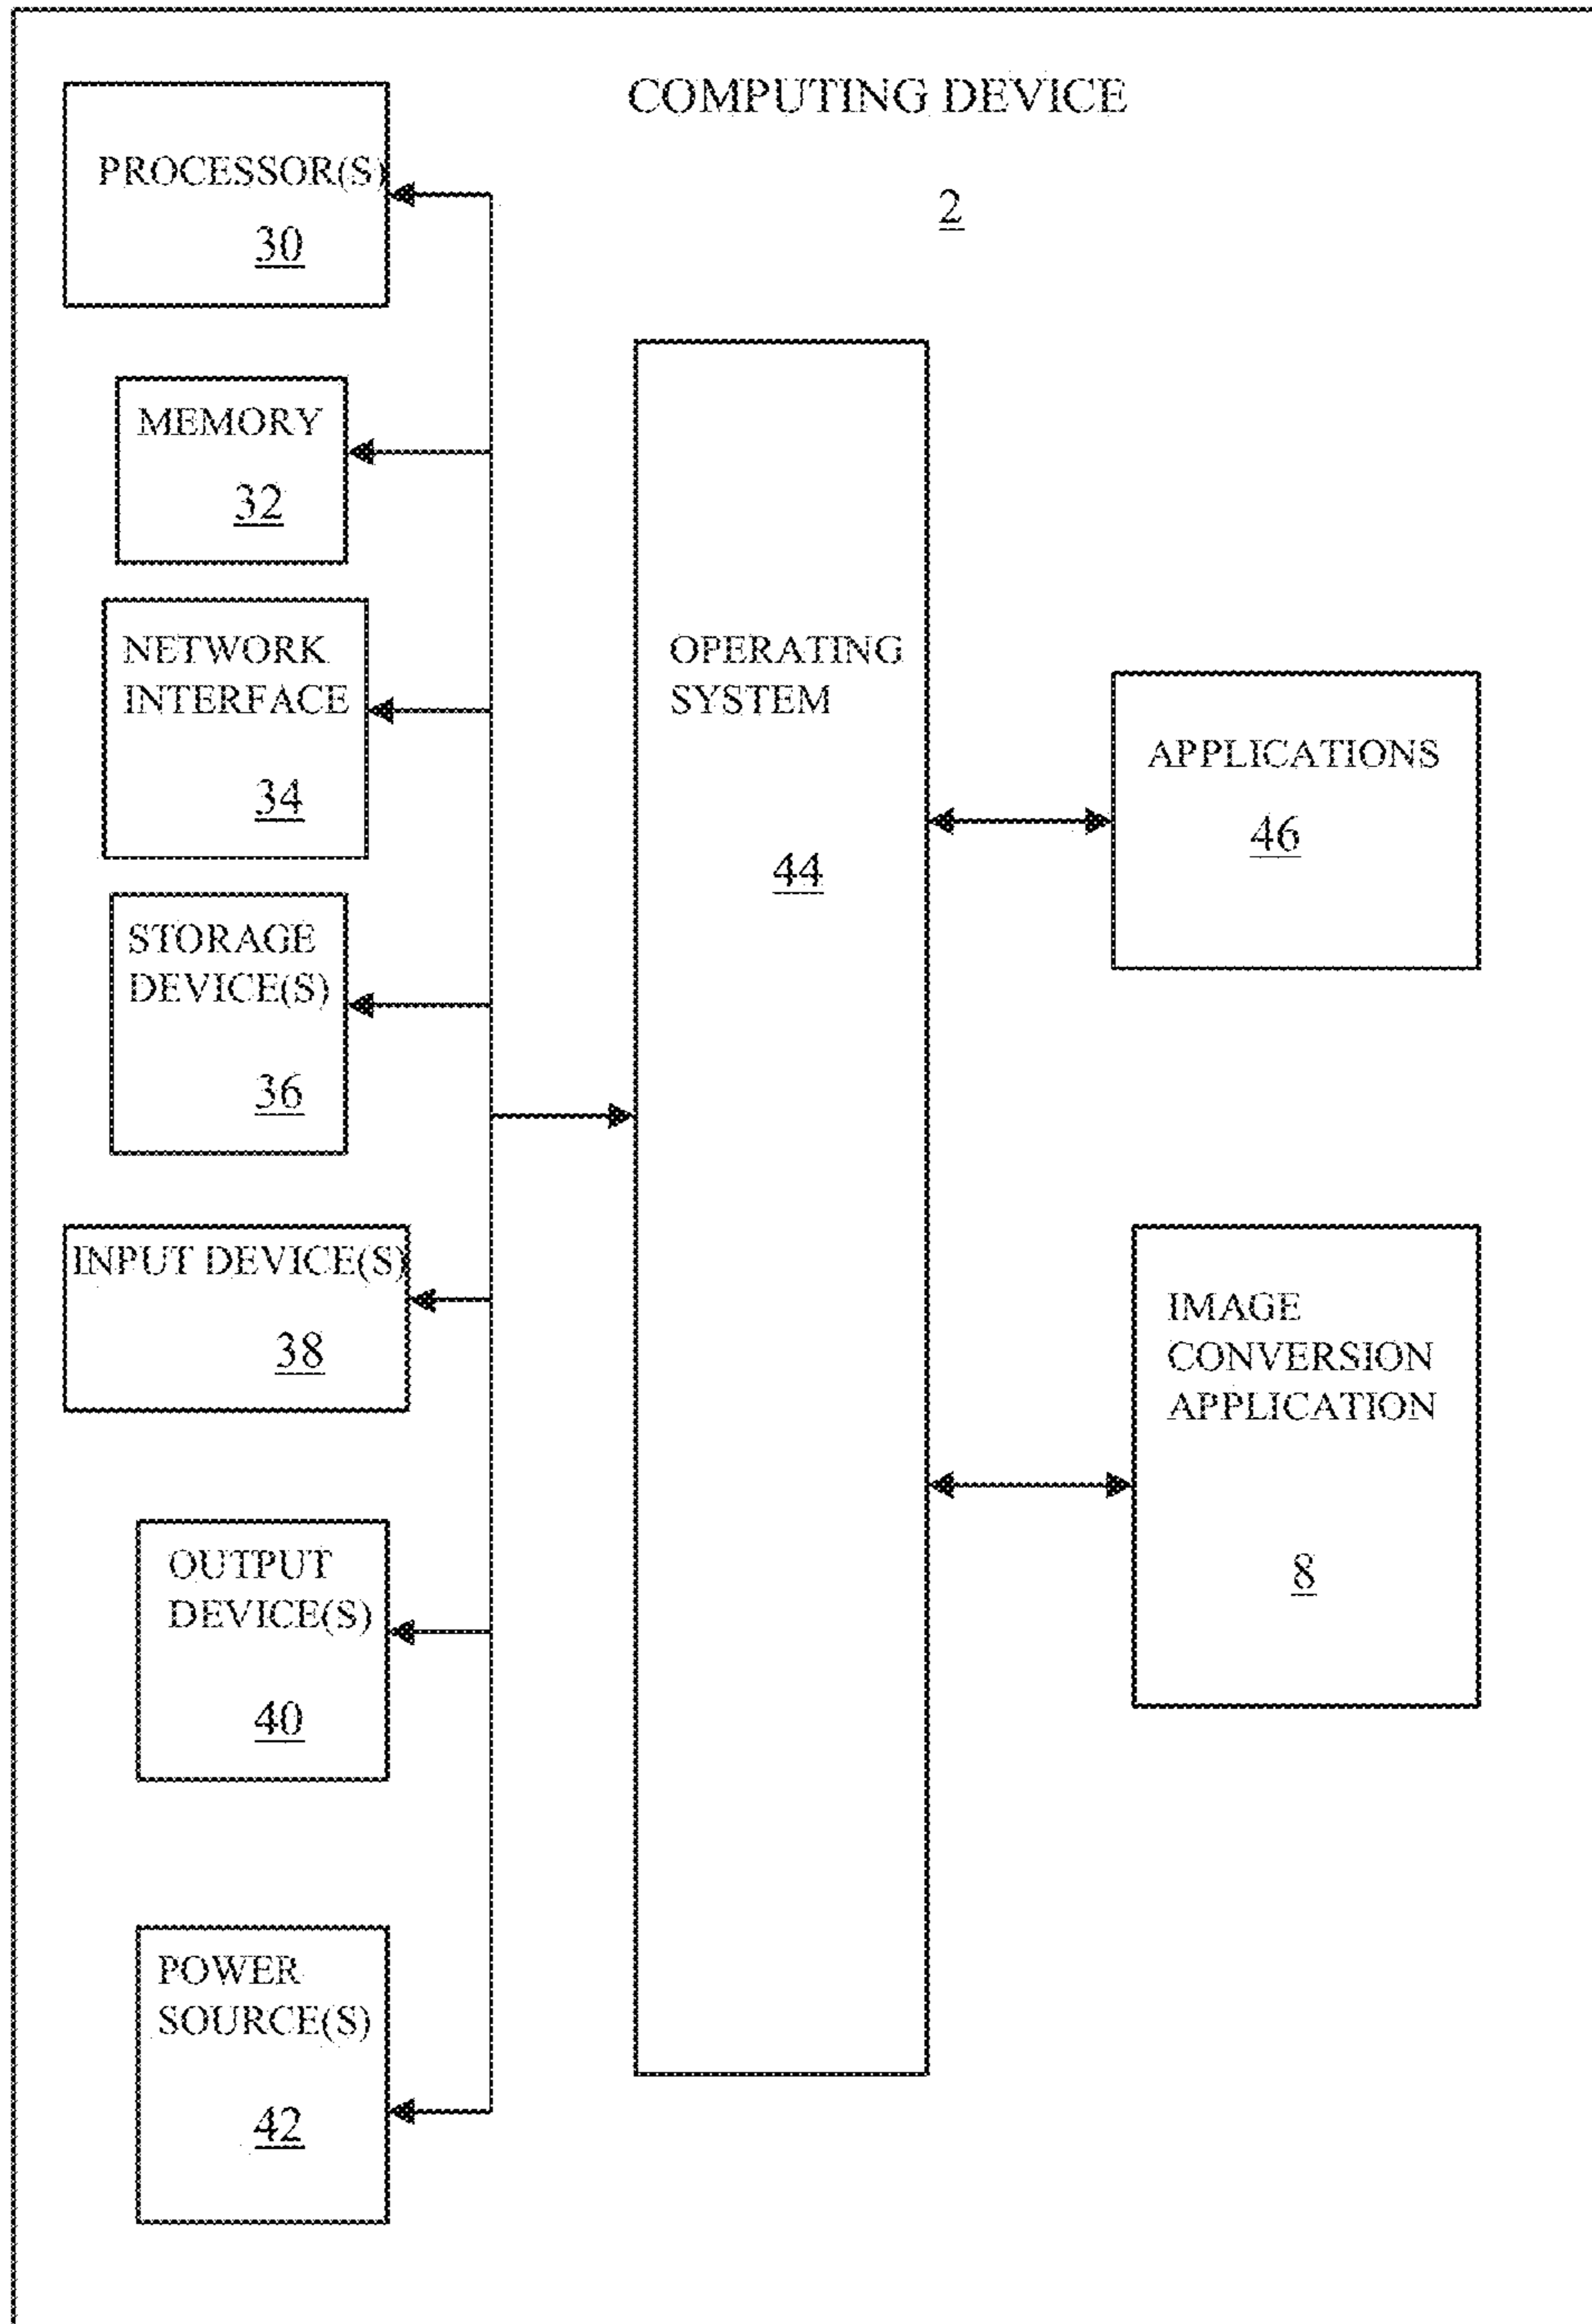 COMPUTING DEVICE
2
PROCESSOR(S)
30
MEMORY
32
NETWORK
INTERFACE
34
STORAGE
DEVICE(S)
36
INPUT DEVICE(S)
38
OUTPUT
DEVICE(S)
40
POWER
SOURCE(S)
42
OPERATING
SYSTEM
44
APPLICATIONS
46
IMAGE
CONVERSION
APPLICATION
8